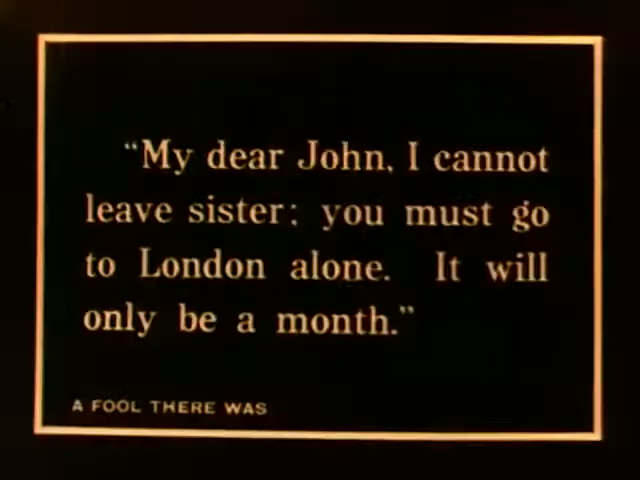 “My dear John, I cannot
leave sister: you must go
to London alone. It will
only be a month.”
A FOOL THERE WAS